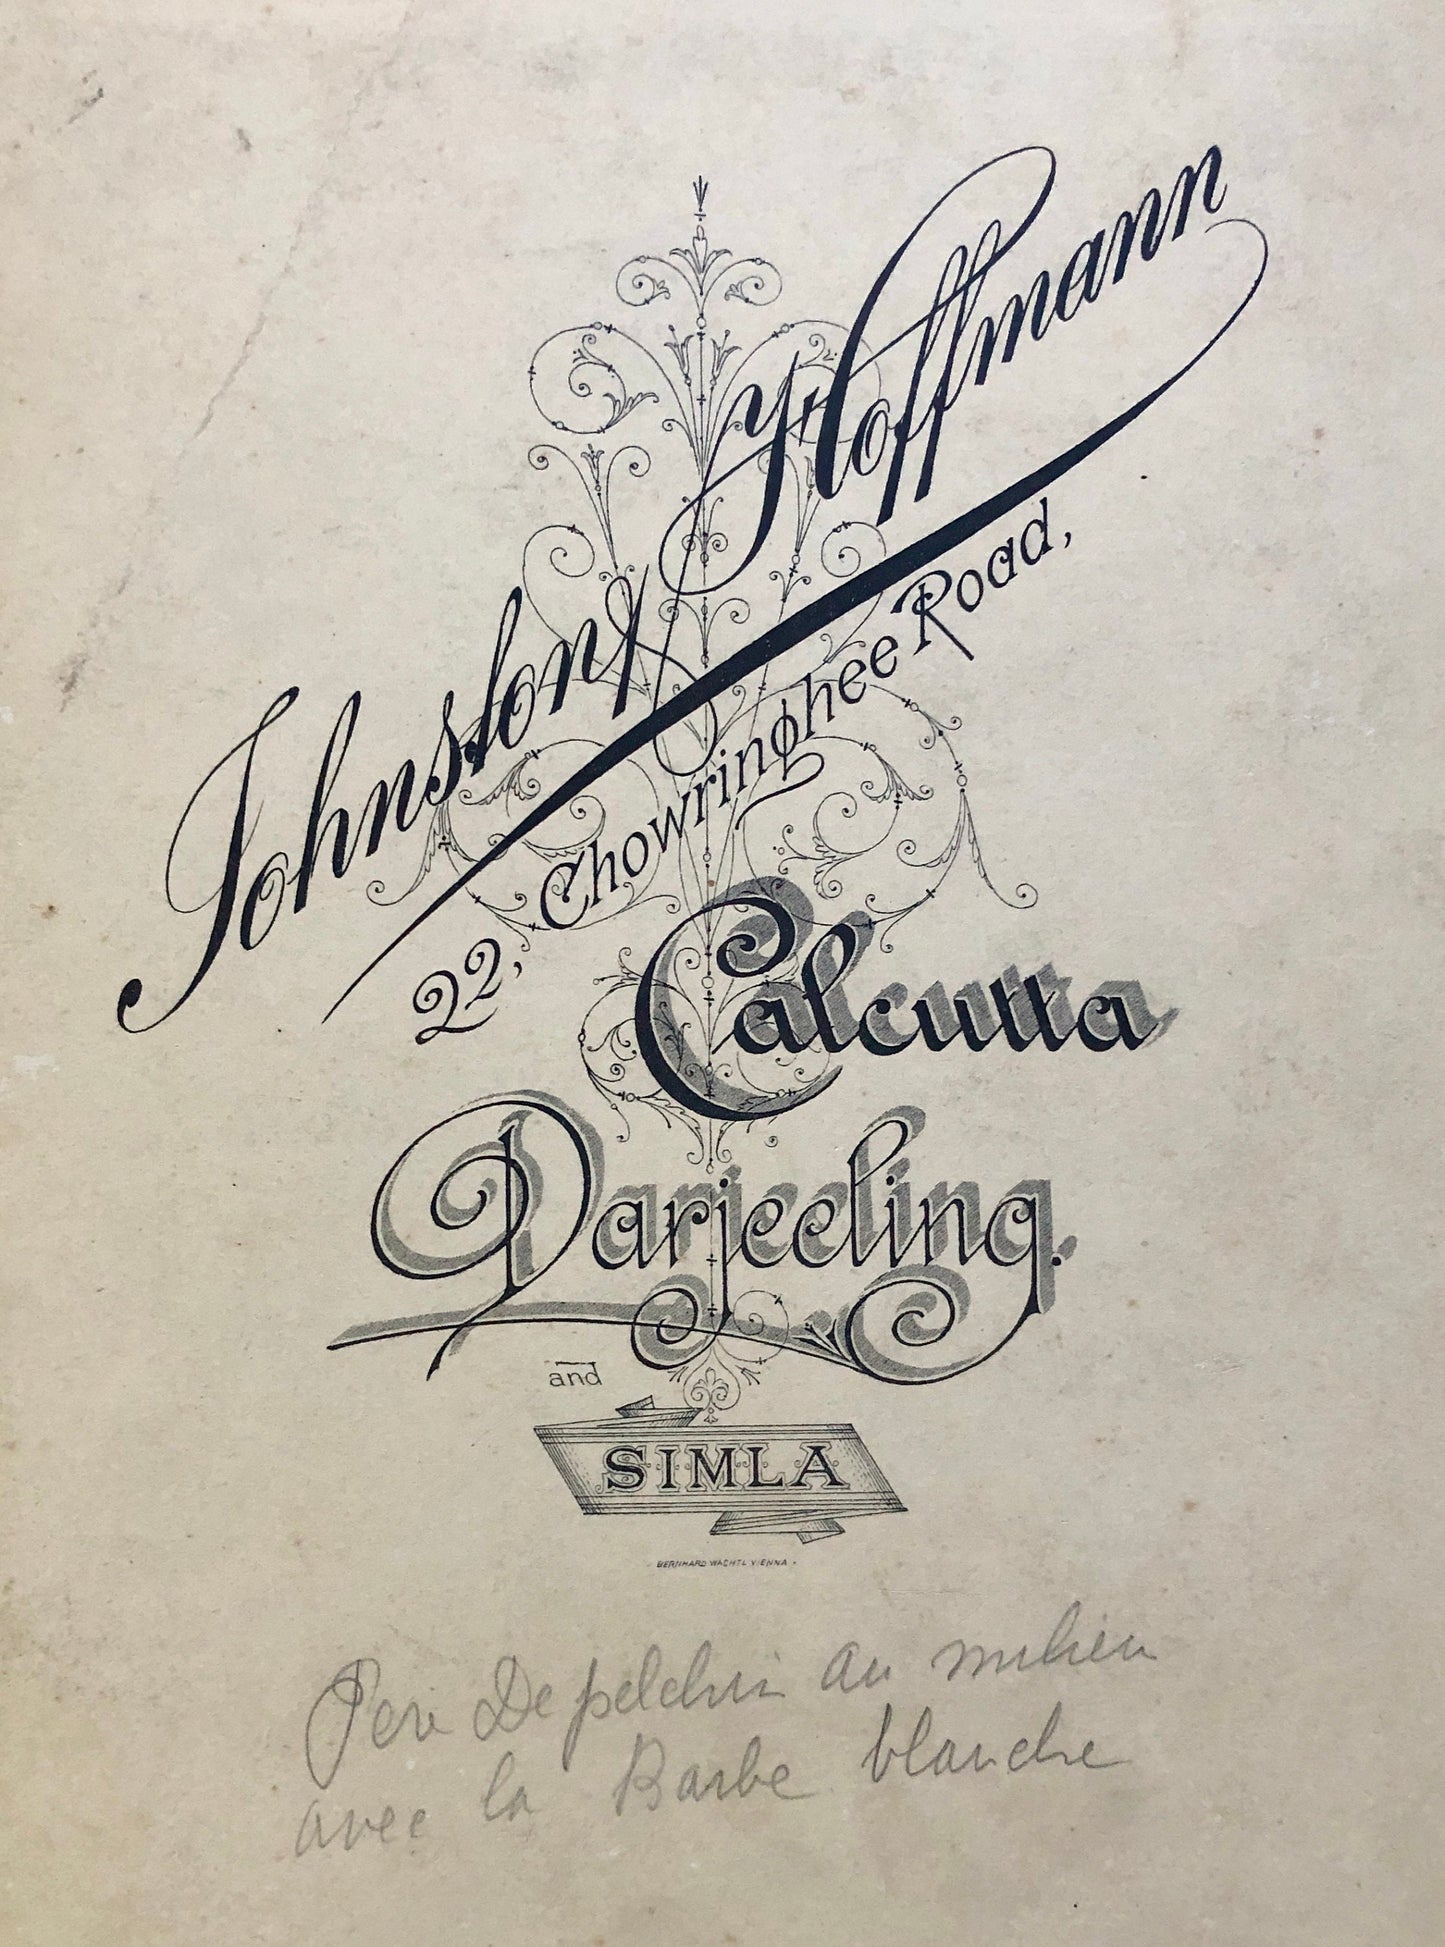 Johnston & Hoffmann
22, Chowringhee Road,
Calcutta
Darjeeling.
and
SIMLA
BERNHARD WACHTL VIENNA.
Pere Depelchin au milieu
avec la Barbe blanche